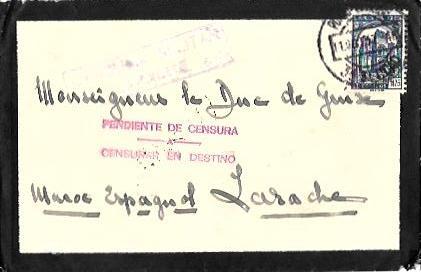 Monseigneur le Duc de Guise
PENDIENTE DE CENSURA
x
CENSURAR EN DESTINO
Maroc Espagnol Larache